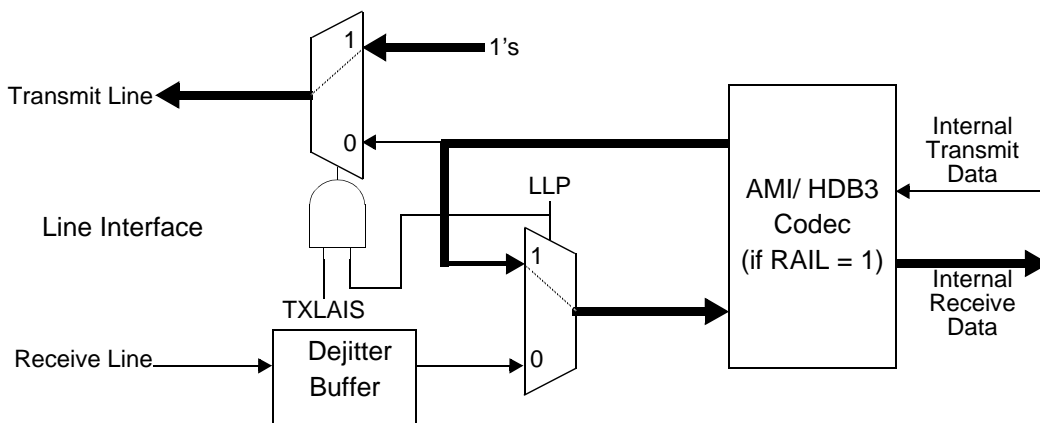 1
1's
Transmit Line
0
Internal
Transmit
Data
AMI/ HDB3
Codec
(if RAIL = 1)
LLP
Line Interface
1
Internal
Receive
Data
TXLAIS
Receive Line
Dejitter
Buffer
0